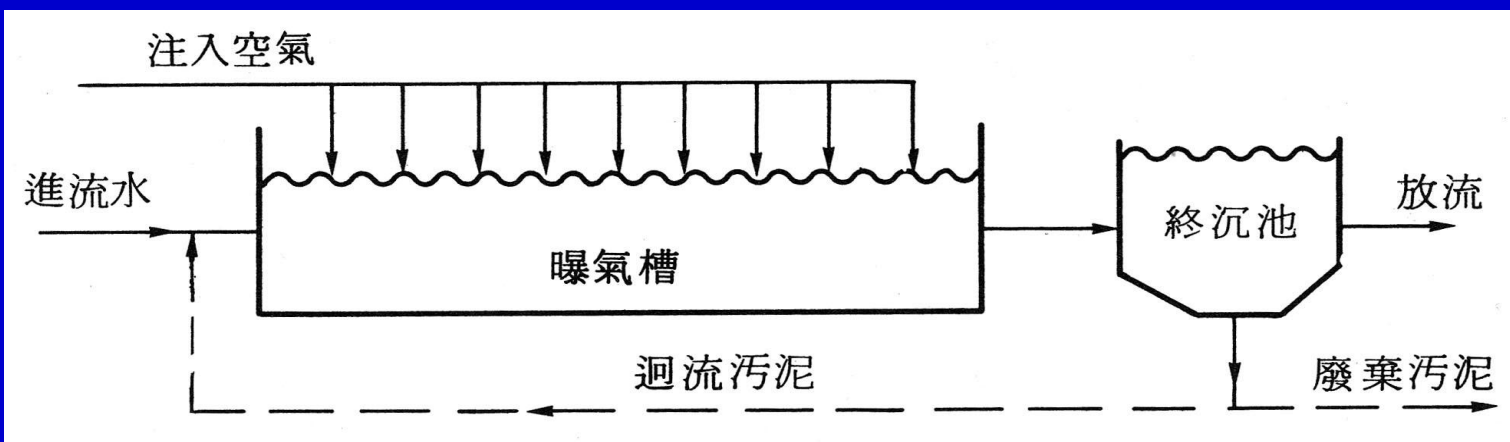 注入空氣
進流水
曝氣槽
終沉池
放流
迴流污泥
廢棄污泥